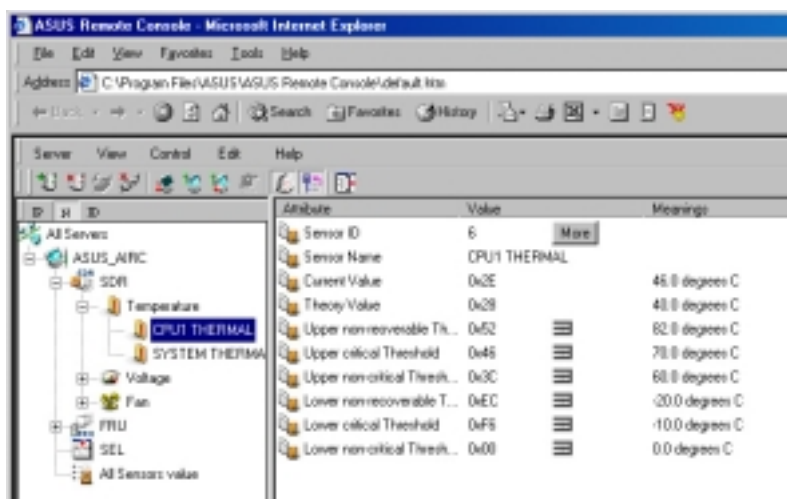 ASUS Remote Console - Microsoft Internet Explorer
File Edit View Favorites Tools Help
Address C:\Program Files\ASUS\ASUS Remote Console\default.htm
Back Search Favorites History
Server View Control Edit Help
IP N ID
Attribute Value Meanings
All Servers
ASUS_AIRC
SDR
Temperature
CPU1 THERMAL
SYSTEM THERMA
Voltage
Fan
FRU
SEL
All Sensors value
Sensor ID 6 More
Sensor Name CPU1 THERMAL
Current Value 0x2E 46.0 degrees C
Theory Value 0x28 40.0 degrees C
Upper non-recoverable Th... 0x52 82.0 degrees C
Upper critical Threshold 0x46 70.0 degrees C
Upper non-critical Thresh... 0x3C 60.0 degrees C
Lower non-recoverable T... 0xEC -20.0 degrees C
Lower critical Threshold 0xF6 -10.0 degrees C
Lower non-critical Thresh... 0x00 0.0 degrees C